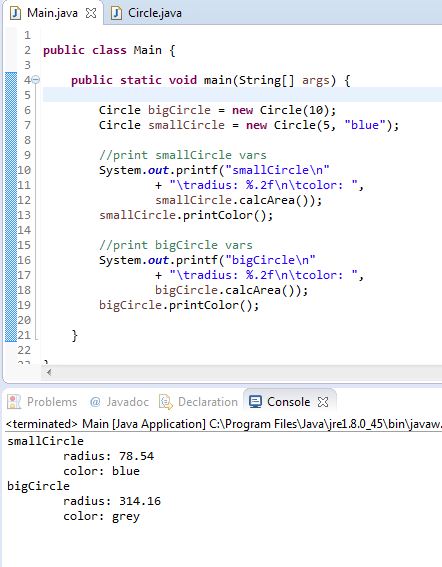 Main.java Circle.java
1
2 public class Main {
3
4 public static void main(String[] args) {
5
6 Circle bigCircle = new Circle(10);
7 Circle smallCircle = new Circle(5, "blue");
8
9 //print smallCircle vars
10 System.out.printf("smallCircle\n"
11 + "\tradius: %.2f\n\tcolor: ",
12 smallCircle.calcArea());
13 smallCircle.printColor();
14
15 //print bigCircle vars
16 System.out.printf("bigCircle\n"
17 + "\tradius: %.2f\n\tcolor: ",
18 bigCircle.calcArea());
19 bigCircle.printColor();
20
21 }
22
Problems @ Javadoc Declaration Console
<terminated> Main [Java Application] C:\Program Files\Java\jre1.8.0_45\bin\javaw.
smallCircle
radius: 78.54
color: blue
bigCircle
radius: 314.16
color: grey